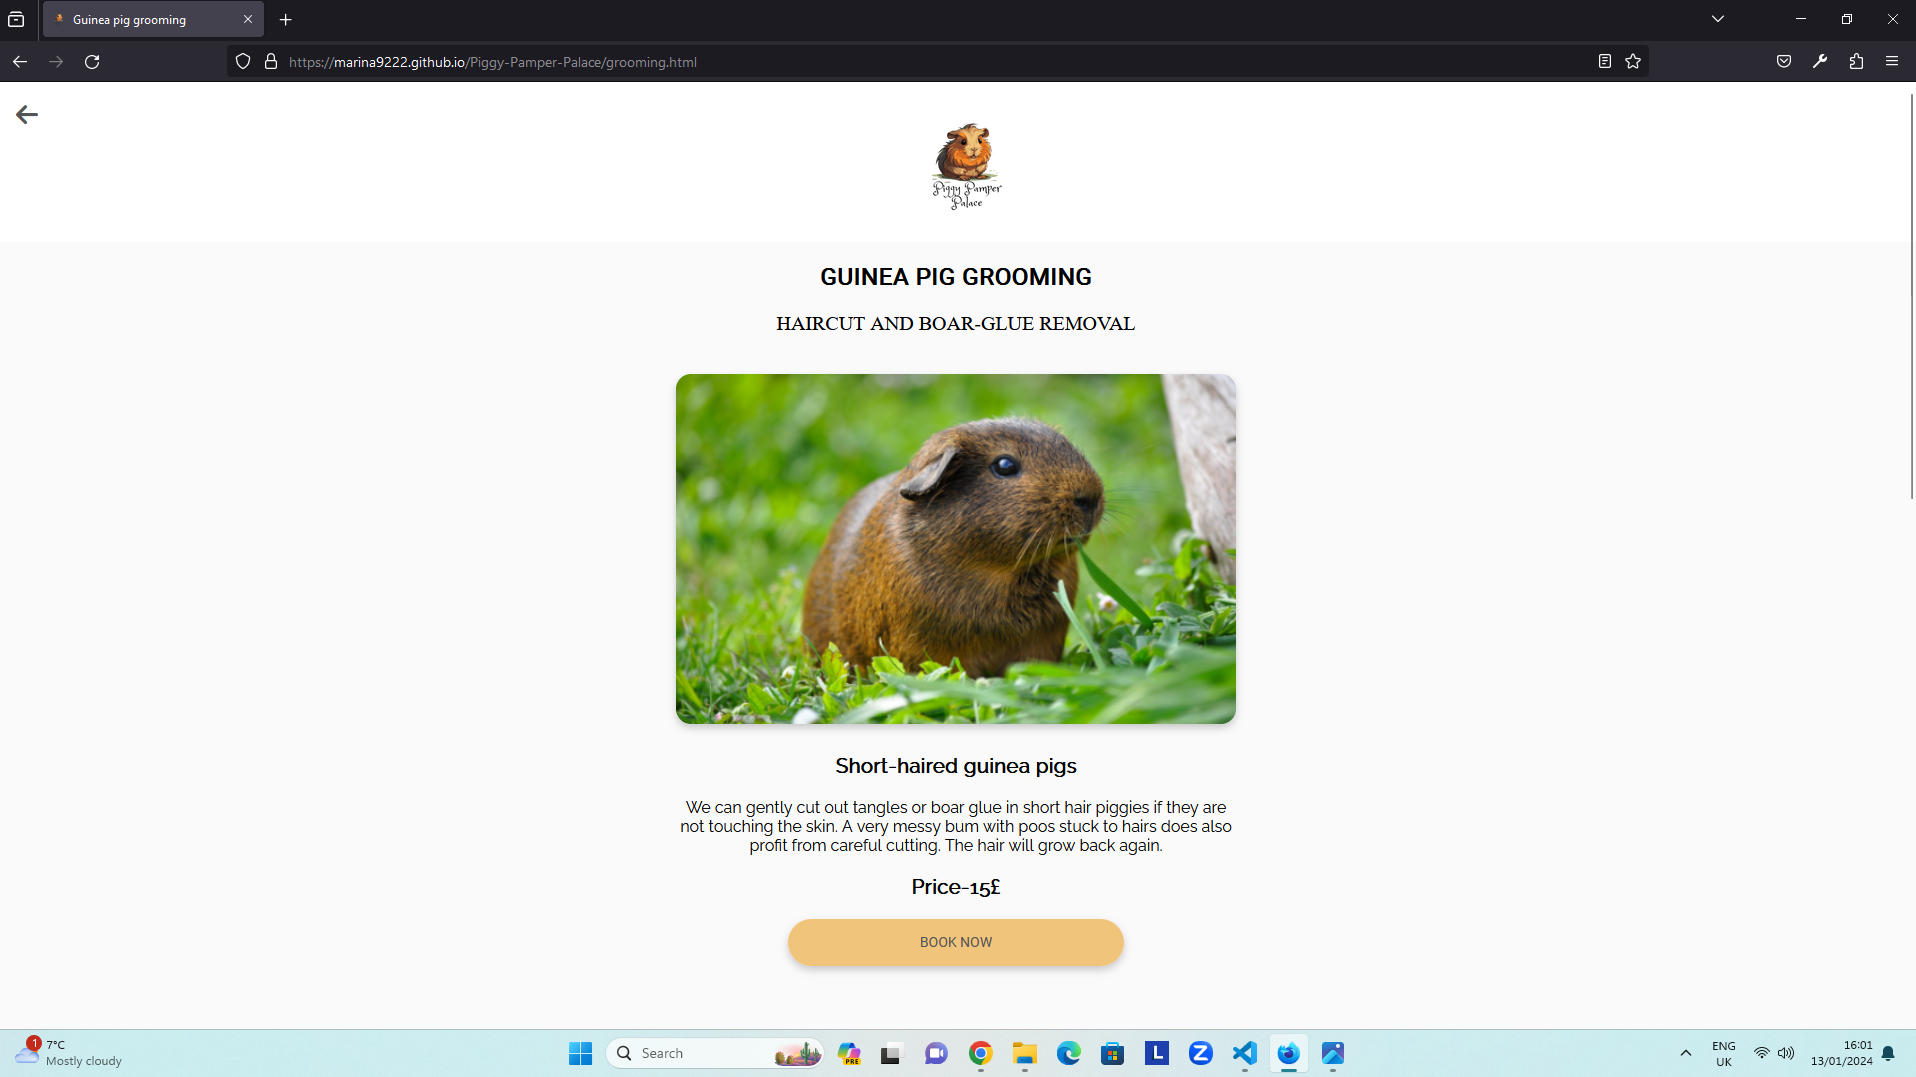 Guinea pig grooming
https://marina9222.github.io/Piggy-Pamper-Palace/grooming.html
Piggy Pamper
Palace
GUINEA PIG GROOMING
HAIRCUT AND BOAR-GLUE REMOVAL
Short-haired guinea pigs
We can gently cut out tangles or boar glue in short hair piggies if they are
not touching the skin. A very messy bum with poos stuck to hairs does also
profit from careful cutting. The hair will grow back again.
Price-15£
BOOK NOW
1
7°C
Mostly cloudy
Search
PRE
L
Z
ENG
UK
16:01
13/01/2024